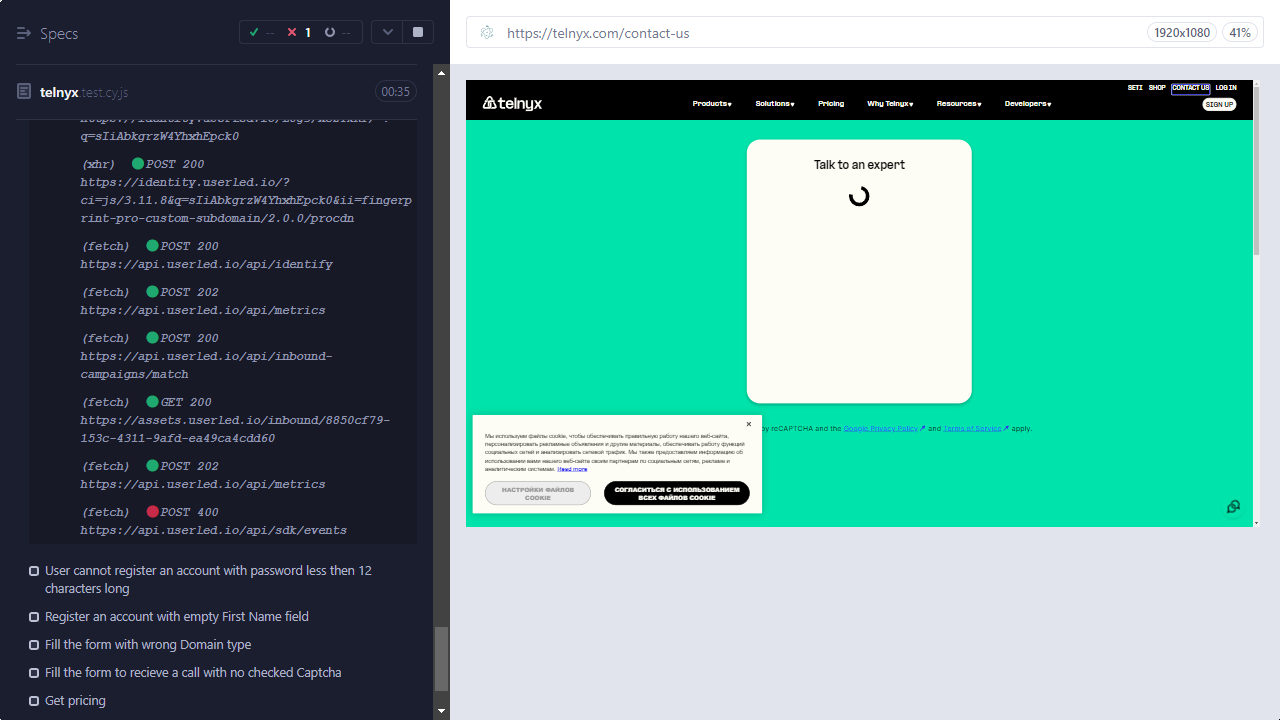 Specs
-- 1 --
telnyx.test.cy.js
00:35
q=sIiAbkgrzW4YhxhEpck0
(xhr) POST 200
https://identity.userled.io/?
ci=js/3.11.8&q=sIiAbkgrzW4YhxhEpck0&ii=fingerp
rint-pro-custom-subdomain/2.0.0/procdn
(fetch) POST 200
https://api.userled.io/api/identify
(fetch) POST 202
https://api.userled.io/api/metrics
(fetch) POST 200
https://api.userled.io/api/inbound-
campaigns/match
(fetch) GET 200
https://assets.userled.io/inbound/8850cf79-
153c-4311-9afd-ea49ca4cdd60
(fetch) POST 202
https://api.userled.io/api/metrics
(fetch) POST 400
https://api.userled.io/api/sdk/events
User cannot register an account with password less then 12
characters long
Register an account with empty First Name field
Fill the form with wrong Domain type
Fill the form to recieve a call with no checked Captcha
Get pricing
https://telnyx.com/contact-us
1920x1080
41%
SETI SHOP CONTACT US LOG IN
telnyx
Products Solutions Pricing Why Telnyx Resources Developers
SIGN UP
Talk to an expert
by reCAPTCHA and the Google Privacy Policy and Terms of Service apply.
Мы используем файлы cookie, чтобы обеспечивать правильную работу нашего веб-сайта,
персонализировать рекламные объявления и другие материалы, обеспечивать работу функций
социальных сетей и анализировать сетевой трафик. Мы также предоставляем информацию об
использовании вами нашего веб-сайта своим партнерам по социальным сетям, рекламе и
аналитическим системам. Read more
НАСТРОЙКИ ФАЙЛОВ
COOKIE
СОГЛАСИТЬСЯ С ИСПОЛЬЗОВАНИЕМ
ВСЕХ ФАЙЛОВ COOKIE